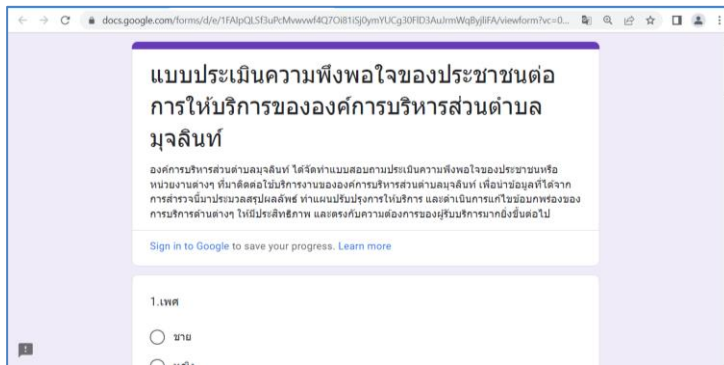 docs.google.com/forms/d/e/1FAIpQLSf3uPcMvwvwf4Q7Oi81iSj0ymYUCg30FlD3AuJrmWqByjliFA/viewform?vc=0...
แบบประเมินความพึงพอใจของประชาชนต่อ
การให้บริการขององค์การบริหารส่วนตำบล
มุจลินท์
องค์การบริหารส่วนตำบลมุจลินท์ ได้จัดทำแบบสอบถามประเมินความพึงพอใจของประชาชนหรือ
หน่วยงานต่างๆ ที่มาติดต่อใช้บริการงานขององค์การบริหารส่วนตำบลมุจลินท์ เพื่อนำข้อมูลที่ได้จาก
การสำรวจนี้มาประมวลสรุปผลลัพธ์ ทำแผนปรับปรุงการให้บริการ และดำเนินการแก้ไขข้อบกพร่องของ
การบริการด้านต่างๆ ให้มีประสิทธิภาพ และตรงกับความต้องการของผู้รับบริการมากยิ่งขึ้นต่อไป
Sign in to Google to save your progress. Learn more
1.เพศ
ชาย